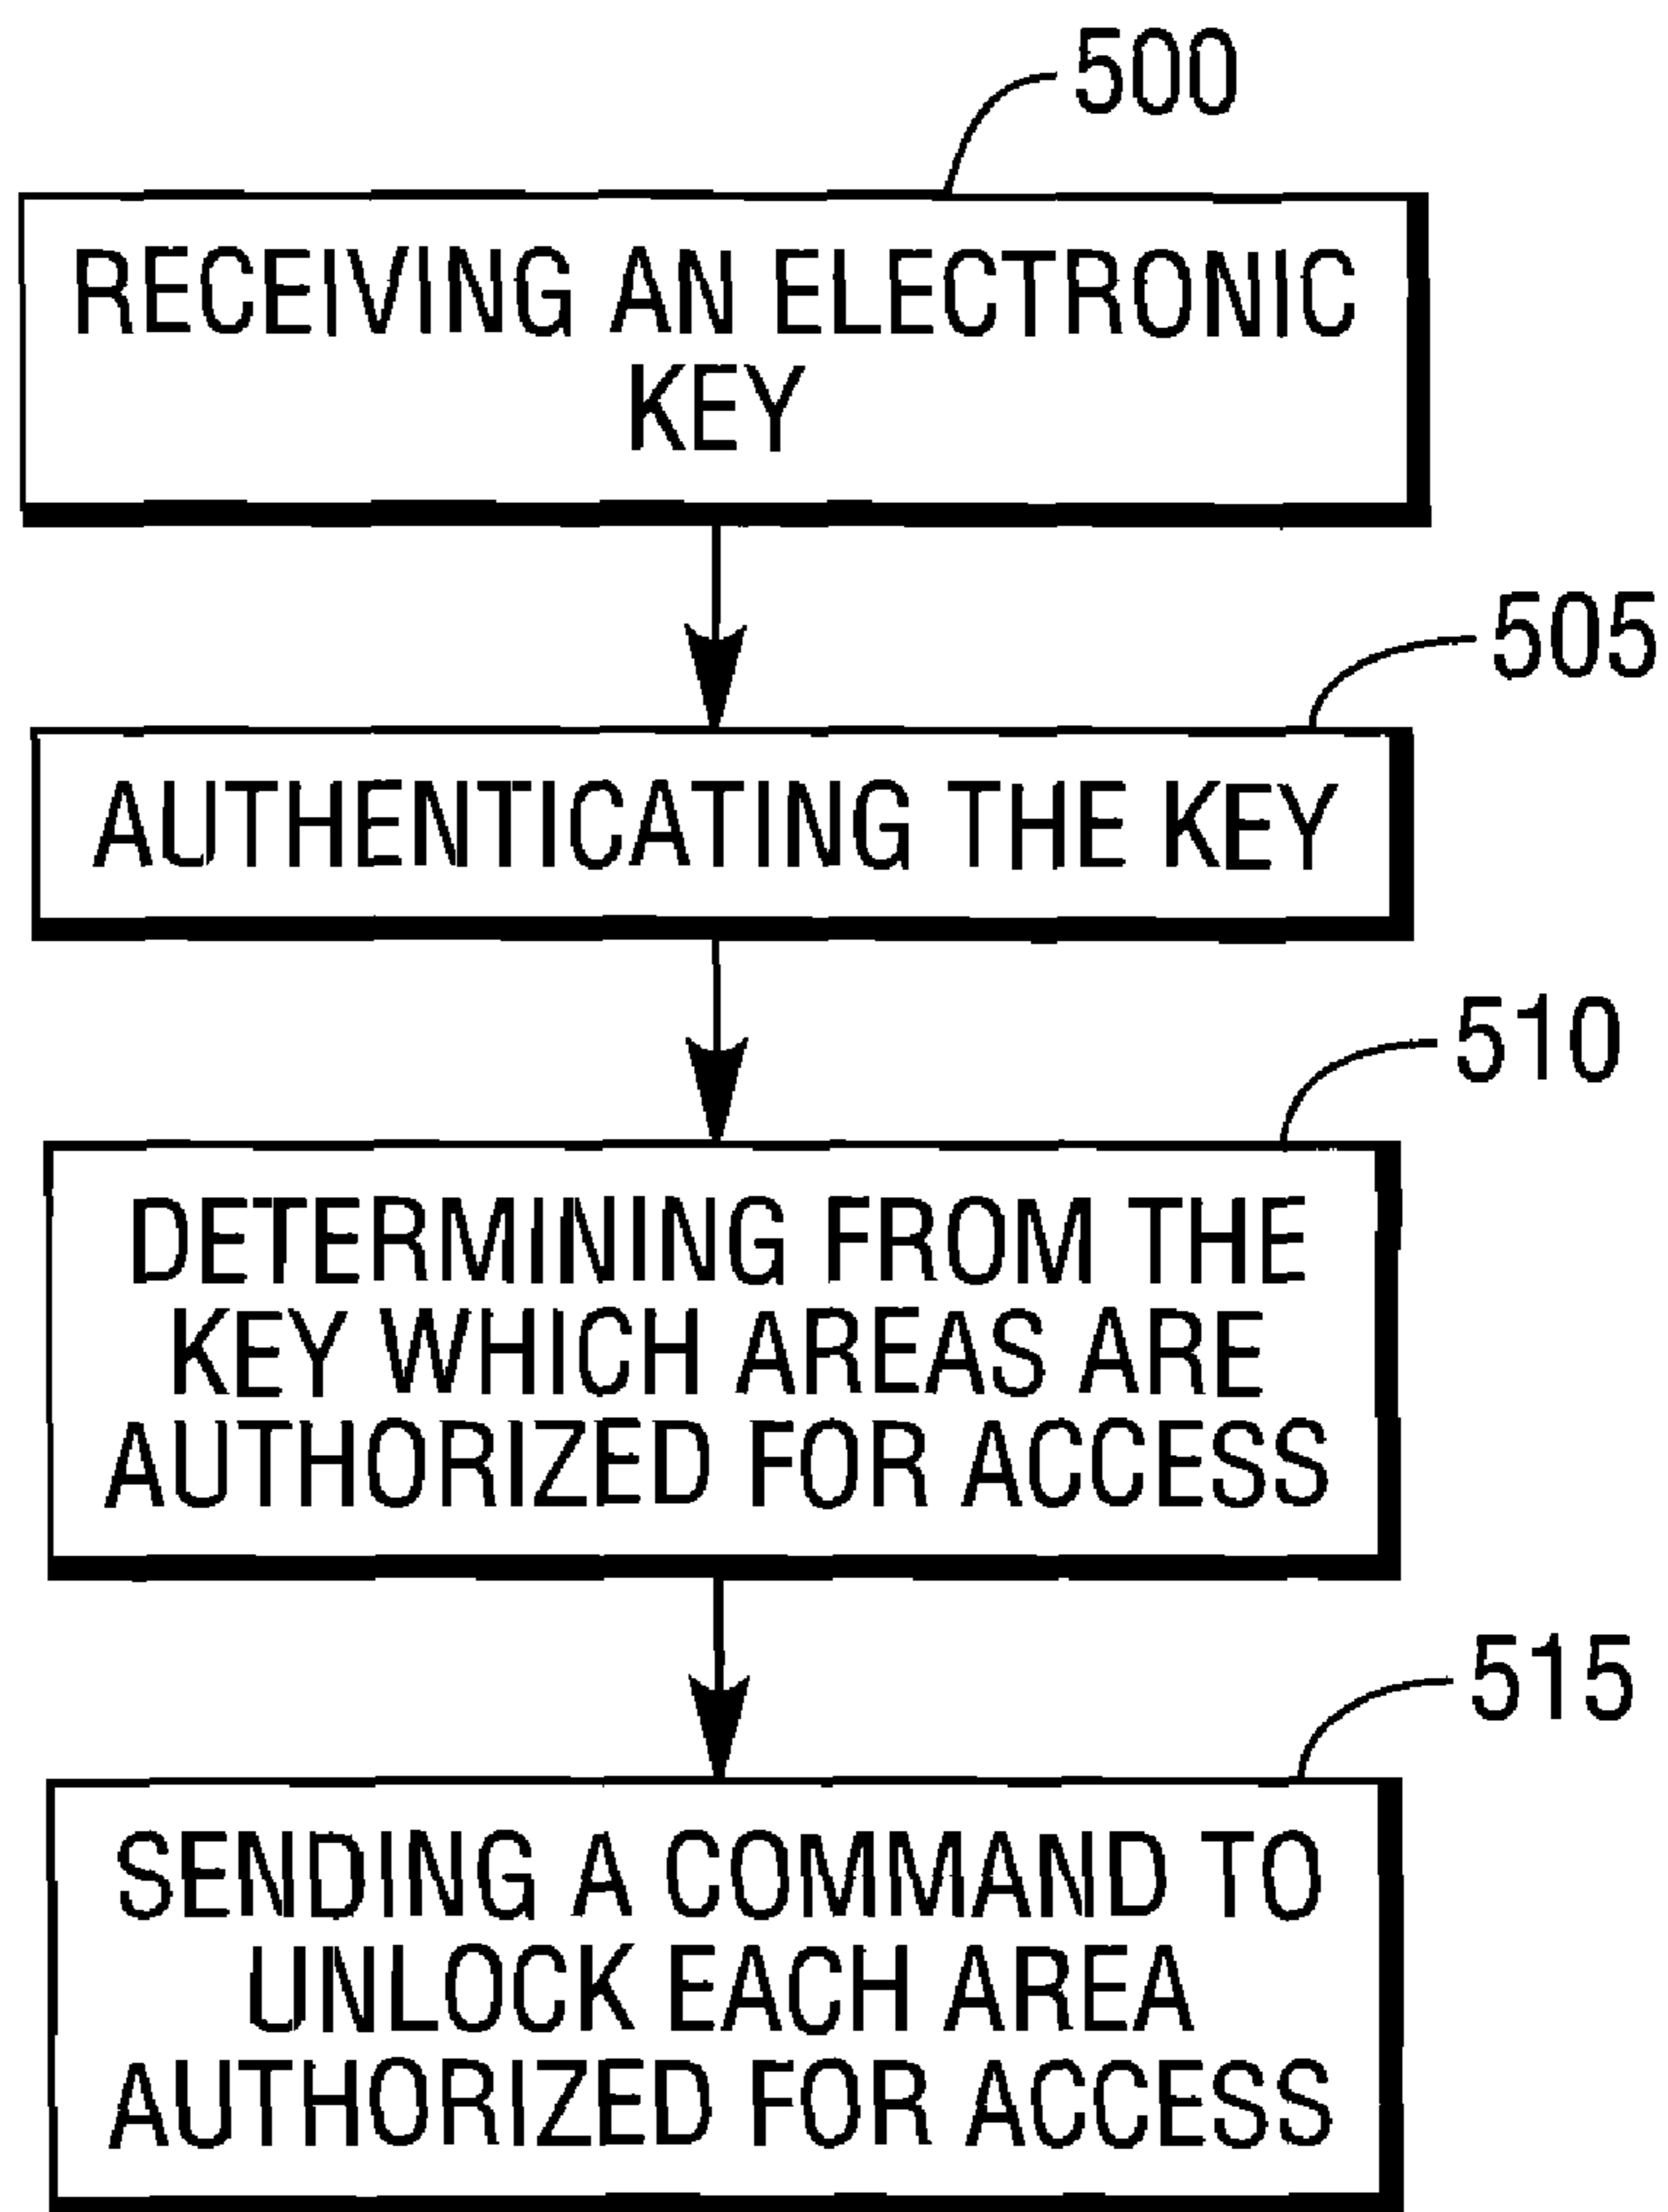 500
RECEIVING AN ELECTRONIC
KEY
505
AUTHENTICATING THE KEY
510
DETERMINING FROM THE
KEY WHICH AREAS ARE
AUTHORIZED FOR ACCESS
515
SENDING A COMMAND TO
UNLOCK EACH AREA
AUTHORIZED FOR ACCESS